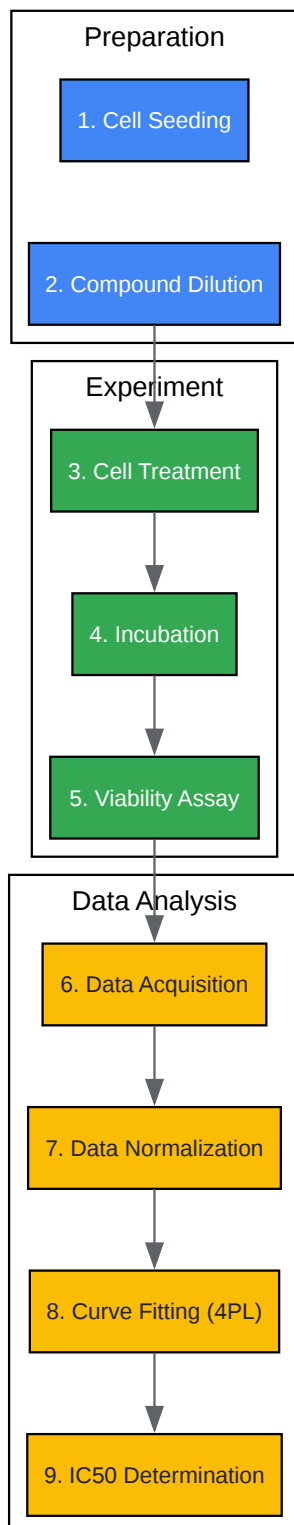 Preparation
1. Cell Seeding
2. Compound Dilution
Experiment
3. Cell Treatment
4. Incubation
5. Viability Assay
Data Analysis
6. Data Acquisition
7. Data Normalization
8. Curve Fitting (4PL)
9. IC50 Determination